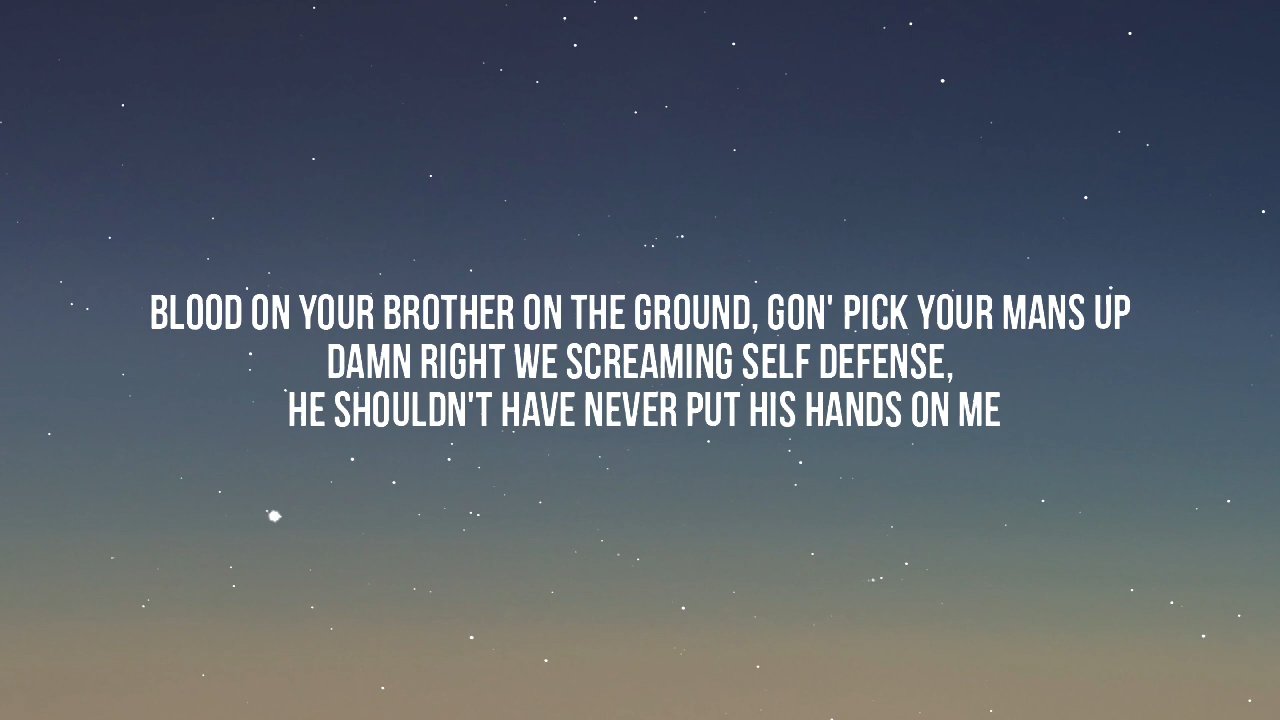 BLOOD ON YOUR BROTHER ON THE GROUND, GON' PICK YOUR MANS UP
DAMN RIGHT WE SCREAMING SELF DEFENSE,
HE SHOULDN'T HAVE NEVER PUT HIS HANDS ON ME